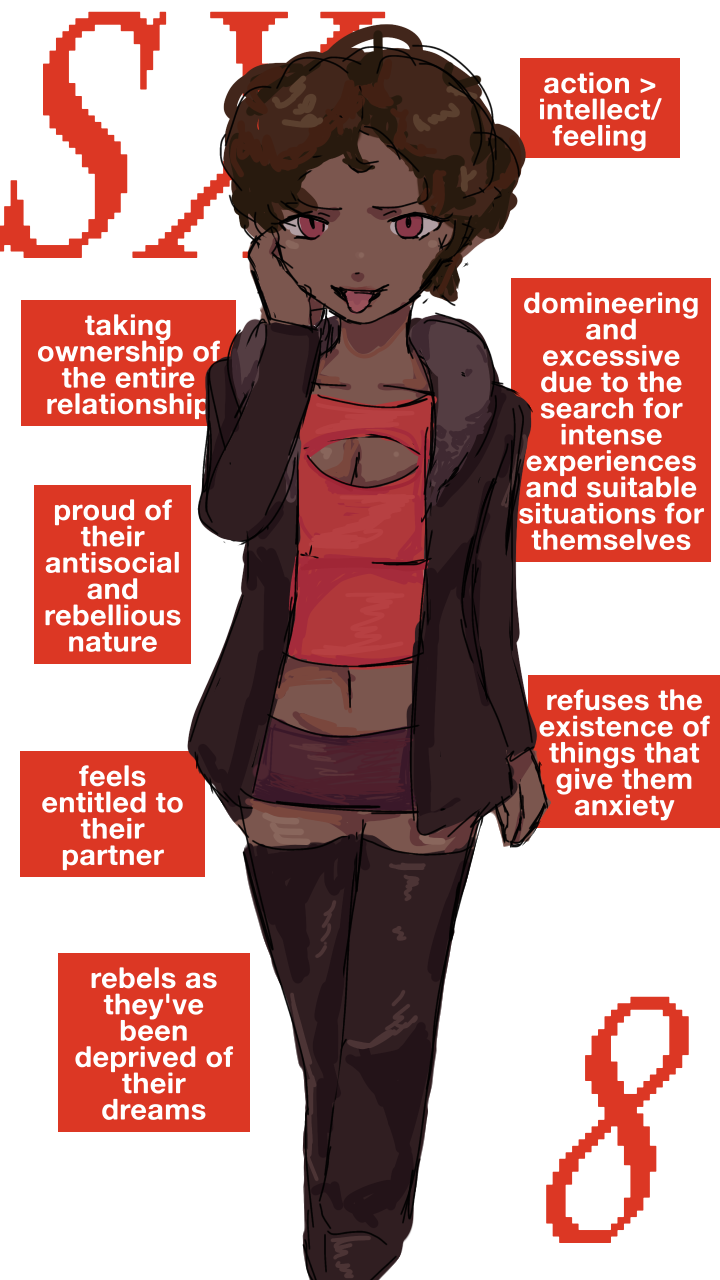 SX
action >
intellect/
feeling
taking
ownership of
the entire
relationship
domineering
and
excessive
due to the
search for
intense
experiences
and suitable
situations for
themselves
proud of
their
antisocial
and
rebellious
nature
refuses the
existence of
things that
give them
anxiety
feels
entitled to
their
partner
rebels as
they've
been
deprived of
their
dreams
8